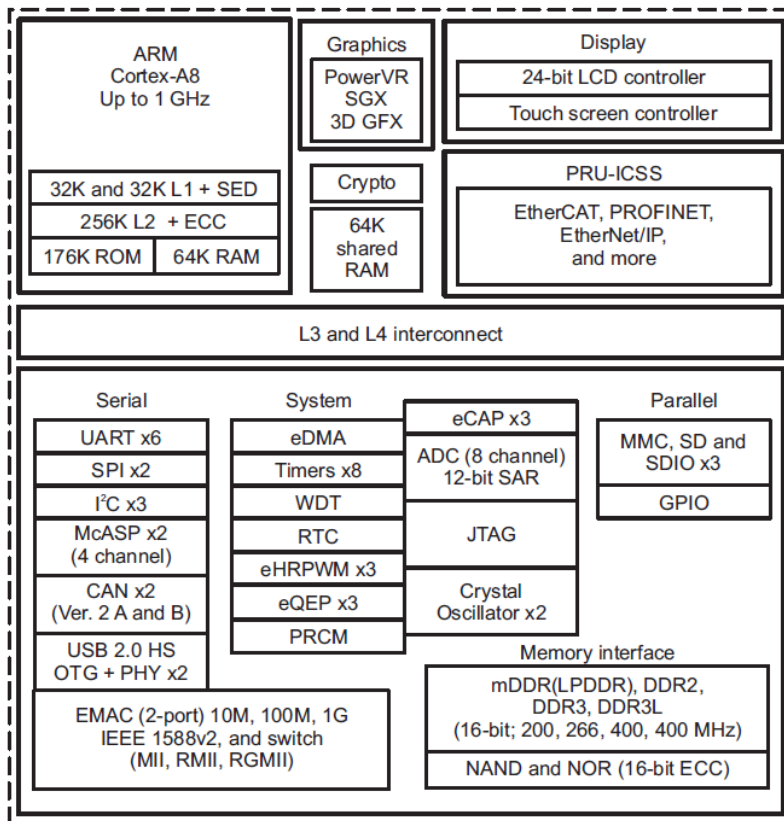 ARM
Cortex-A8
Up to 1 GHz
32K and 32K L1 + SED
256K L2 + ECC
176K ROM
64K RAM
Graphics
PowerVR
SGX
3D GFX
Crypto
64K
shared
RAM
Display
24-bit LCD controller
Touch screen controller
PRU-ICSS
EtherCAT, PROFINET,
EtherNet/IP,
and more
L3 and L4 interconnect
Serial
UART x6
SPI x2
I²C x3
McASP x2
(4 channel)
CAN x2
(Ver. 2 A and B)
USB 2.0 HS
OTG + PHY x2
EMAC (2-port) 10M, 100M, 1G
IEEE 1588v2, and switch
(MII, RMII, RGMII)
System
eDMA
Timers x8
WDT
RTC
eHRPWM x3
eQEP x3
PRCM
eCAP x3
ADC (8 channel)
12-bit SAR
JTAG
Crystal
Oscillator x2
Parallel
MMC, SD and
SDIO x3
GPIO
Memory interface
mDDR(LPDDR), DDR2,
DDR3, DDR3L
(16-bit; 200, 266, 400, 400 MHz)
NAND and NOR (16-bit ECC)